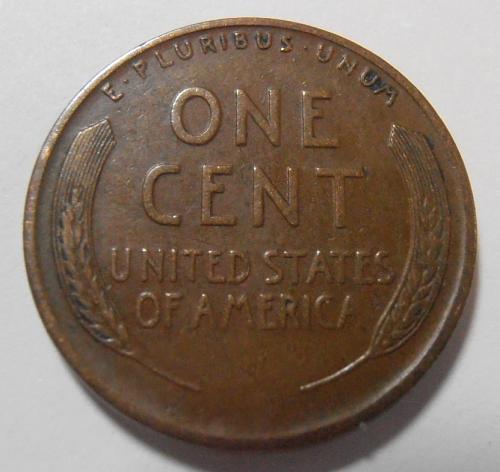 E·PLURIBUS·UNUM
ONE
CENT
UNITED STATES
OF AMERICA